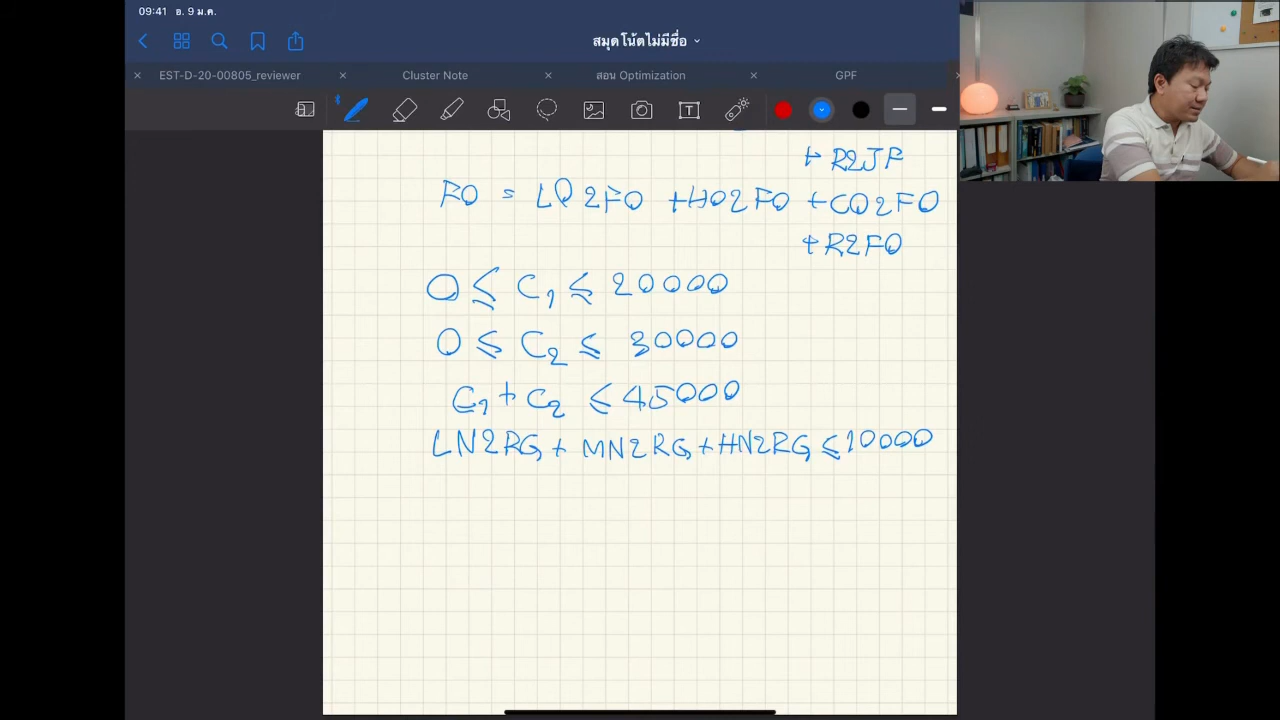 09:41 อ. 9 ม.ค.
สมุดโน้ตไม่มีชื่อ
EST-D-20-00805_reviewer
Cluster Note
สอน Optimization
GPF
T
+ R2JF
FO = LO2FO + HO2FO + CO2FO
+ R2FO
0 ≤ C1 ≤ 20000
0 ≤ C2 ≤ 30000
C1 + C2 ≤ 45000
LN2RG + MN2RG + HN2RG ≤ 10000